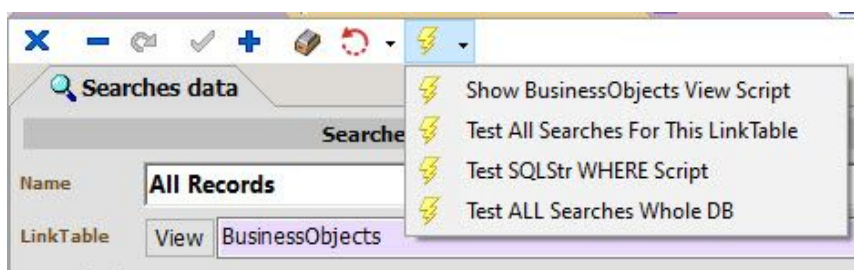 Searches data
Show BusinessObjects View Script
Test All Searches For This LinkTable
Searche
Test SQLStr WHERE Script
Name
All Records
Test ALL Searches Whole DB
LinkTable
View
BusinessObjects